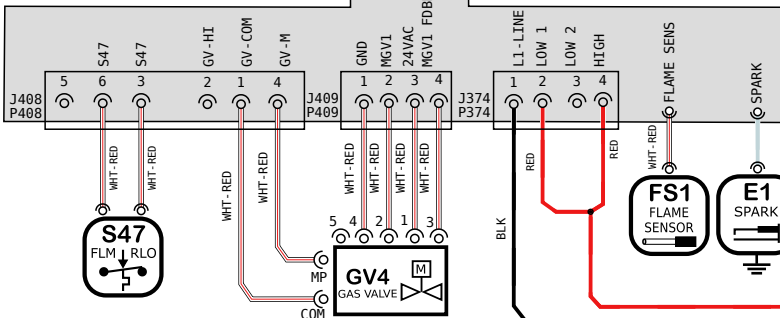 S47
S47
GV-HI
GV-COM
GV-M
GND
MGV1
24VAC
MGV1 FDB
L1-LINE
LOW 1
LOW 2
HIGH
FLAME SENS
SPARK
5 6 3 2 1 4
1 2 3 4
1 2 3 4
J408
P408
J409
P409
J374
P374
WHT-RED
WHT-RED
WHT-RED
WHT-RED
WHT-RED
WHT-RED
WHT-RED
WHT-RED
BLK
RED
RED
WHT-RED
S47
FLM RLO
5 4 2 1 3
MP
COM
GV4
GAS VALVE
M
FS1
FLAME
SENSOR
E1
SPARK